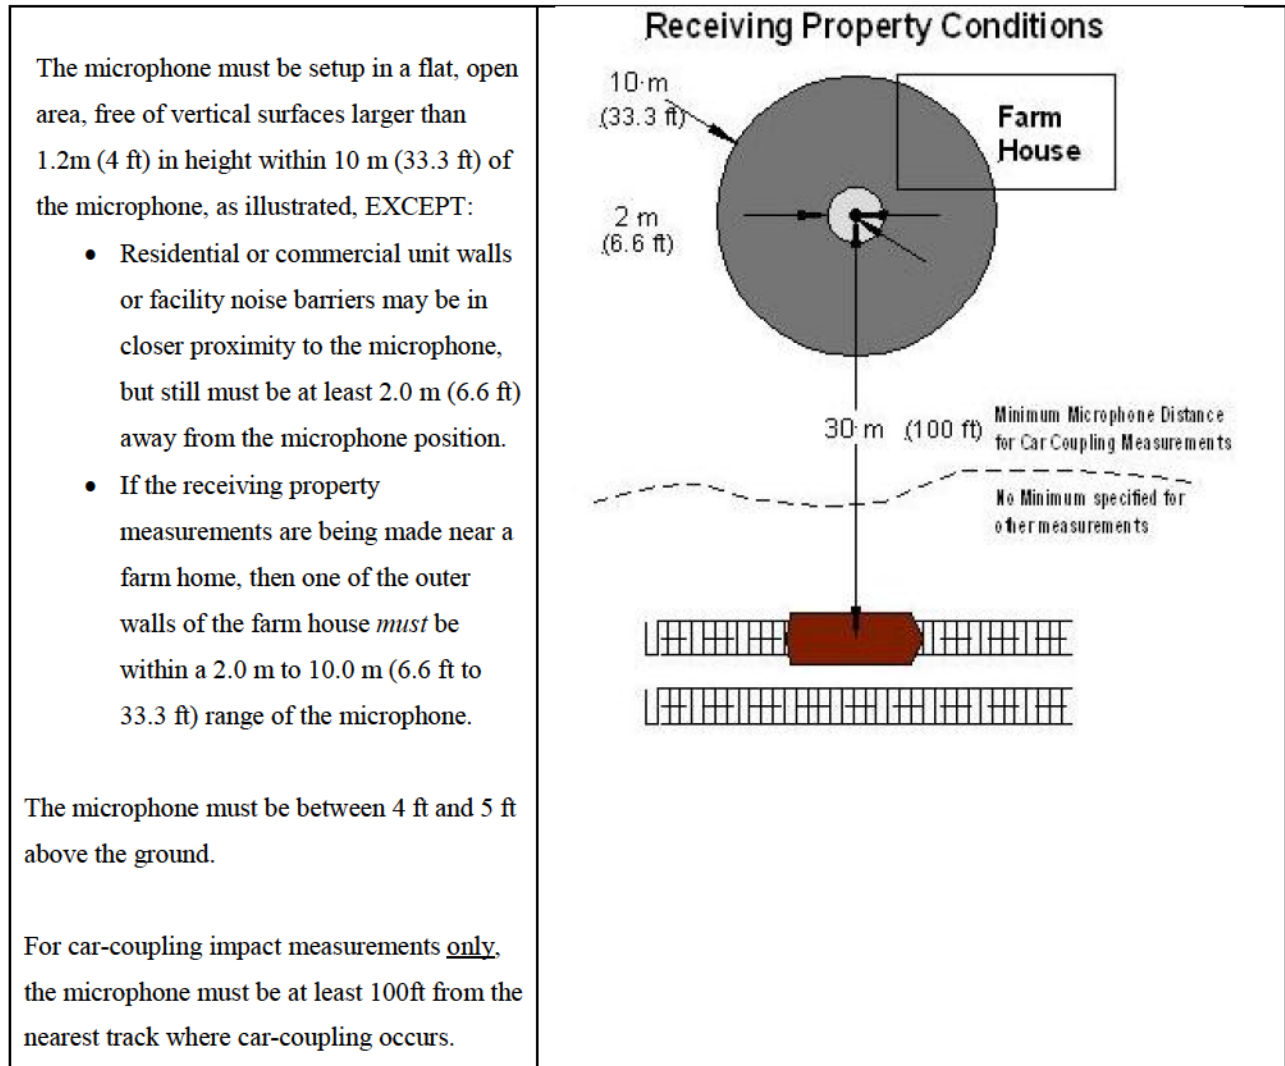 The microphone must be setup in a flat, open
area, free of vertical surfaces larger than
1.2m (4 ft) in height within 10 m (33.3 ft) of
the microphone, as illustrated, EXCEPT:
• Residential or commercial unit walls
or facility noise barriers may be in
closer proximity to the microphone,
but still must be at least 2.0 m (6.6 ft)
away from the microphone position.
• If the receiving property
measurements are being made near a
farm home, then one of the outer
walls of the farm house must be
within a 2.0 m to 10.0 m (6.6 ft to
33.3 ft) range of the microphone.
The microphone must be between 4 ft and 5 ft
above the ground.
For car-coupling impact measurements only,
the microphone must be at least 100ft from the
nearest track where car-coupling occurs.
Receiving Property Conditions
10 m
(33.3 ft)
Farm
House
2 m
(6.6 ft)
30 m (100 ft)
Minimum Microphone Distance
for Car Coupling Measurements
No Minimum specified for
other measurements